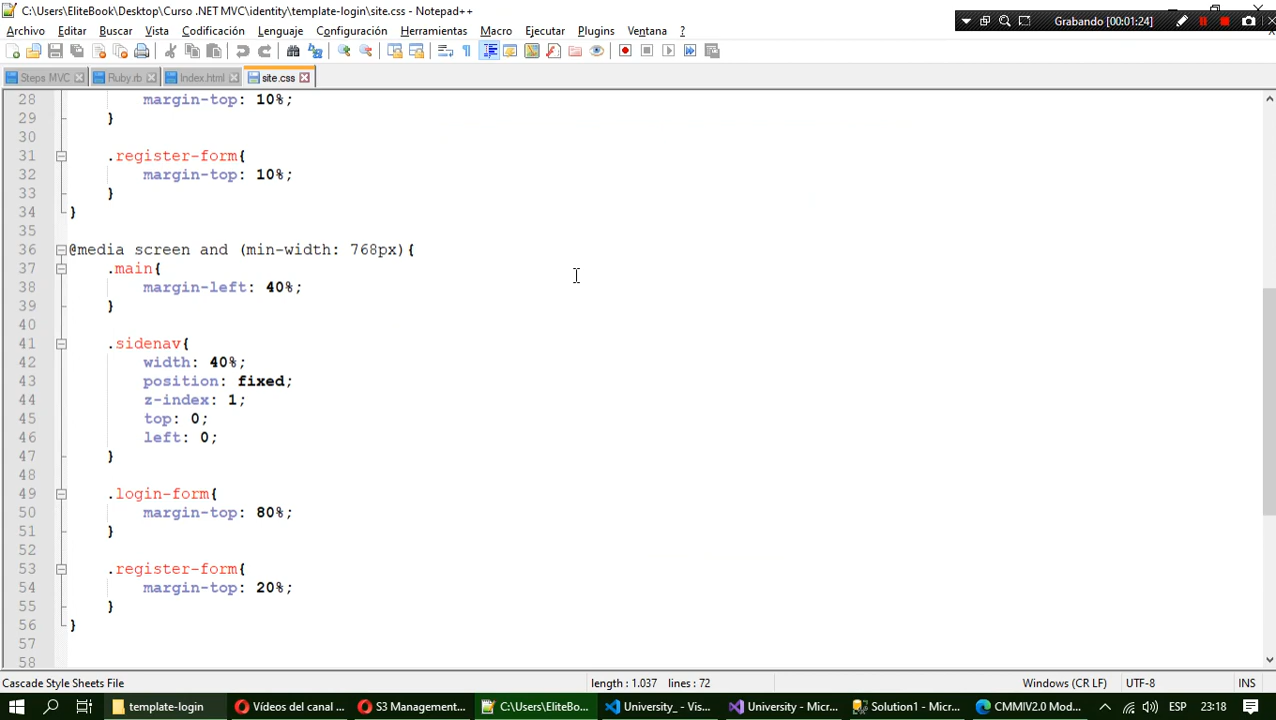 C:\Users\EliteBook\Desktop\Curso .NET MVC\identity\template-login\site.css - Notepad++
Grabando [00:01:24]
Archivo Editar Buscar Vista Codificación Lenguaje Configuración Herramientas Macro Ejecutar Plugins Ventana ?
Steps MVC Ruby.rb Index.html site.css
28 margin-top: 10%;
29 }
30
31 .register-form{
32 margin-top: 10%;
33 }
34 }
35
36 @media screen and (min-width: 768px){
37 .main{
38 margin-left: 40%;
39 }
40
41 .sidenav{
42 width: 40%;
43 position: fixed;
44 z-index: 1;
45 top: 0;
46 left: 0;
47 }
48
49 .login-form{
50 margin-top: 80%;
51 }
52
53 .register-form{
54 margin-top: 20%;
55 }
56 }
57
58
Cascade Style Sheets File length : 1.037 lines : 72 Windows (CR LF) UTF-8 INS
template-login Vídeos del canal ... S3 Management... C:\Users\EliteBo... University_ - Vis... University - Micr... Solution1 - Micr... CMMIV2.0 Mod... ESP 23:18